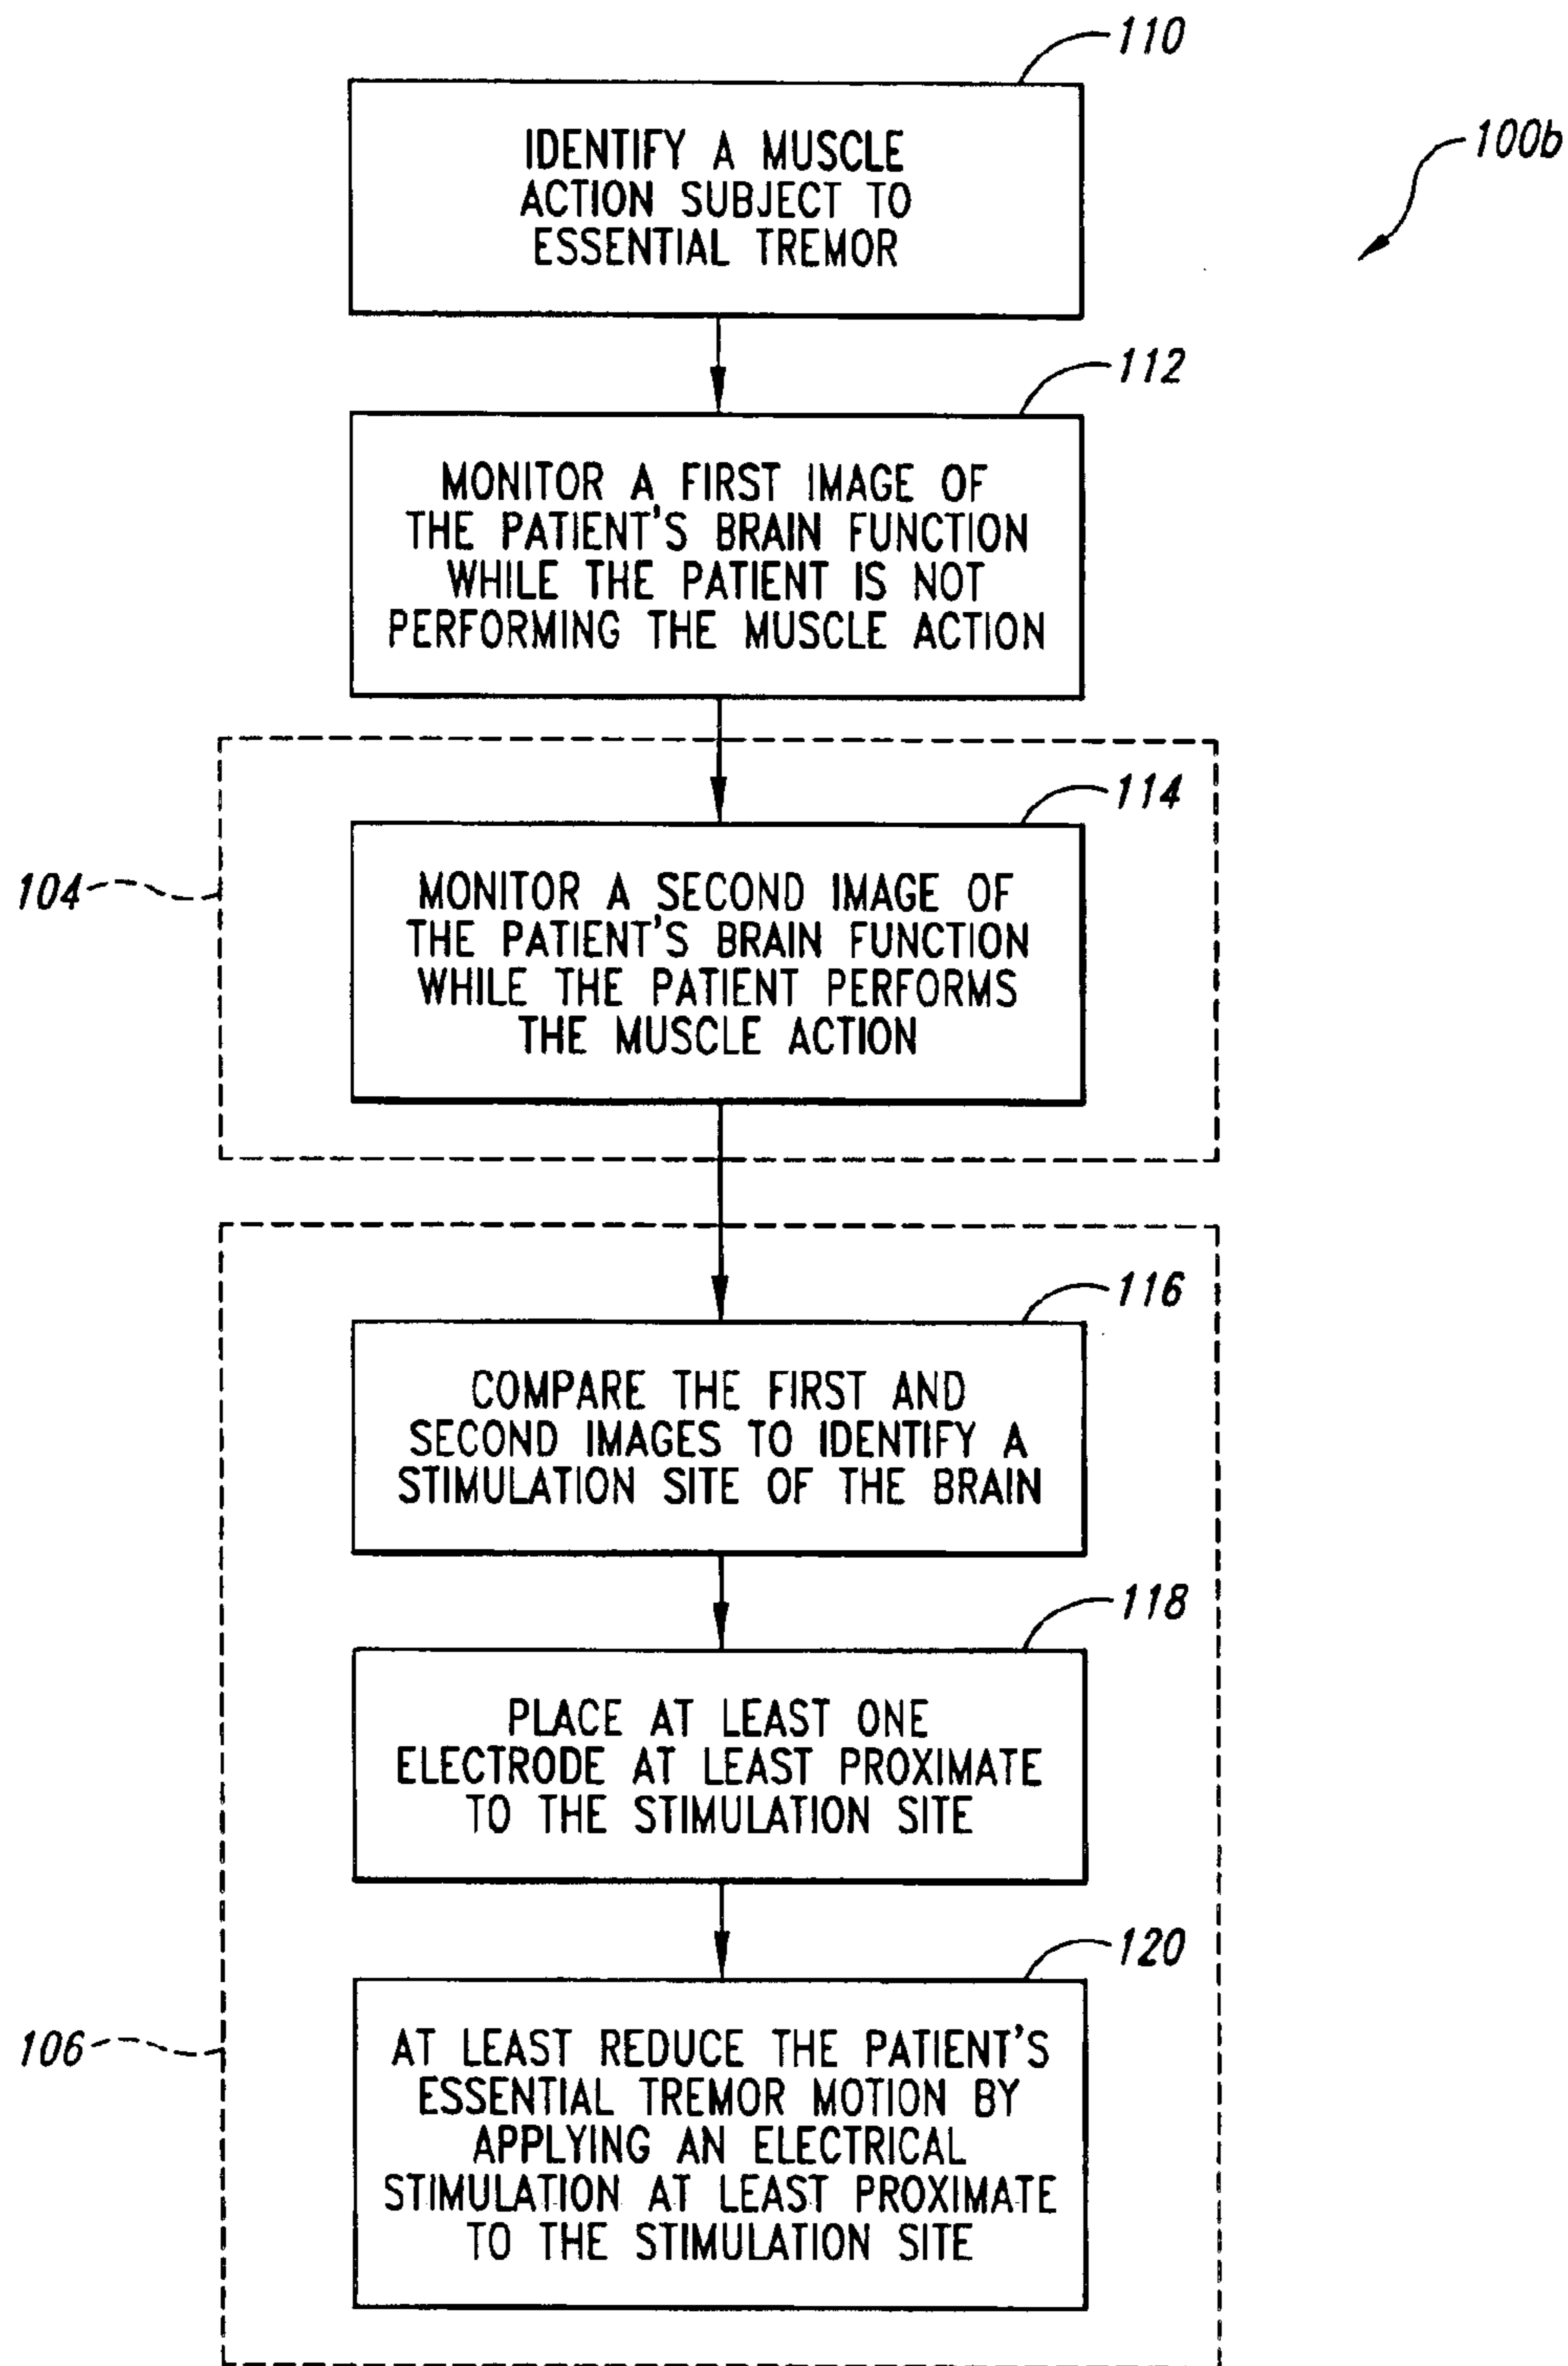 110
100b
IDENTIFY A MUSCLE
ACTION SUBJECT TO
ESSENTIAL TREMOR
112
MONITOR A FIRST IMAGE OF
THE PATIENT'S BRAIN FUNCTION
WHILE THE PATIENT IS NOT
PERFORMING THE MUSCLE ACTION
114
104
MONITOR A SECOND IMAGE OF
THE PATIENT'S BRAIN FUNCTION
WHILE THE PATIENT PERFORMS
THE MUSCLE ACTION
116
COMPARE THE FIRST AND
SECOND IMAGES TO IDENTIFY A
STIMULATION SITE OF THE BRAIN
118
PLACE AT LEAST ONE
ELECTRODE AT LEAST PROXIMATE
TO THE STIMULATION SITE
120
106
AT LEAST REDUCE THE PATIENT'S
ESSENTIAL TREMOR MOTION BY
APPLYING AN ELECTRICAL
STIMULATION AT LEAST PROXIMATE
TO THE STIMULATION SITE